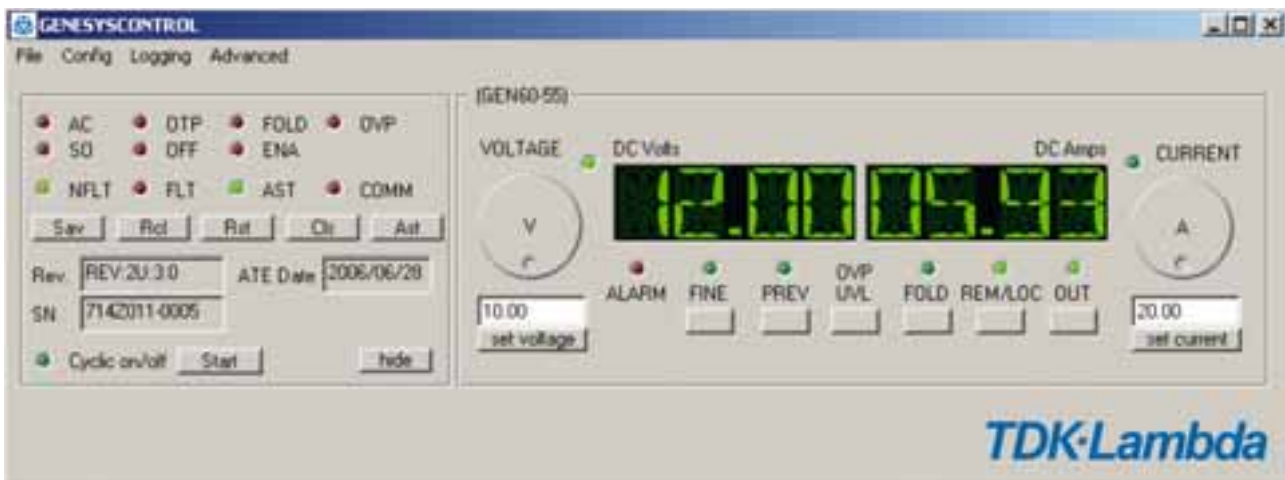 GENESYSCONTROL
File Config Logging Advanced
AC OTP FOLD OVP
SO OFF ENA
NFLT FLT AST COMM
Sav Rcl Rst Clr Ast
Rev. REV:2U:3.0 ATE Date 2006/06/28
SN 714Z011-0005
Cyclic on/off Start hide
(GEN60-55)
VOLTAGE DC Volts DC Amps CURRENT
12.00 05.93
V A
ALARM FINE PREV OVP UVL FOLD REM/LOC OUT
10.00 20.00
set voltage set current
TDK·Lambda